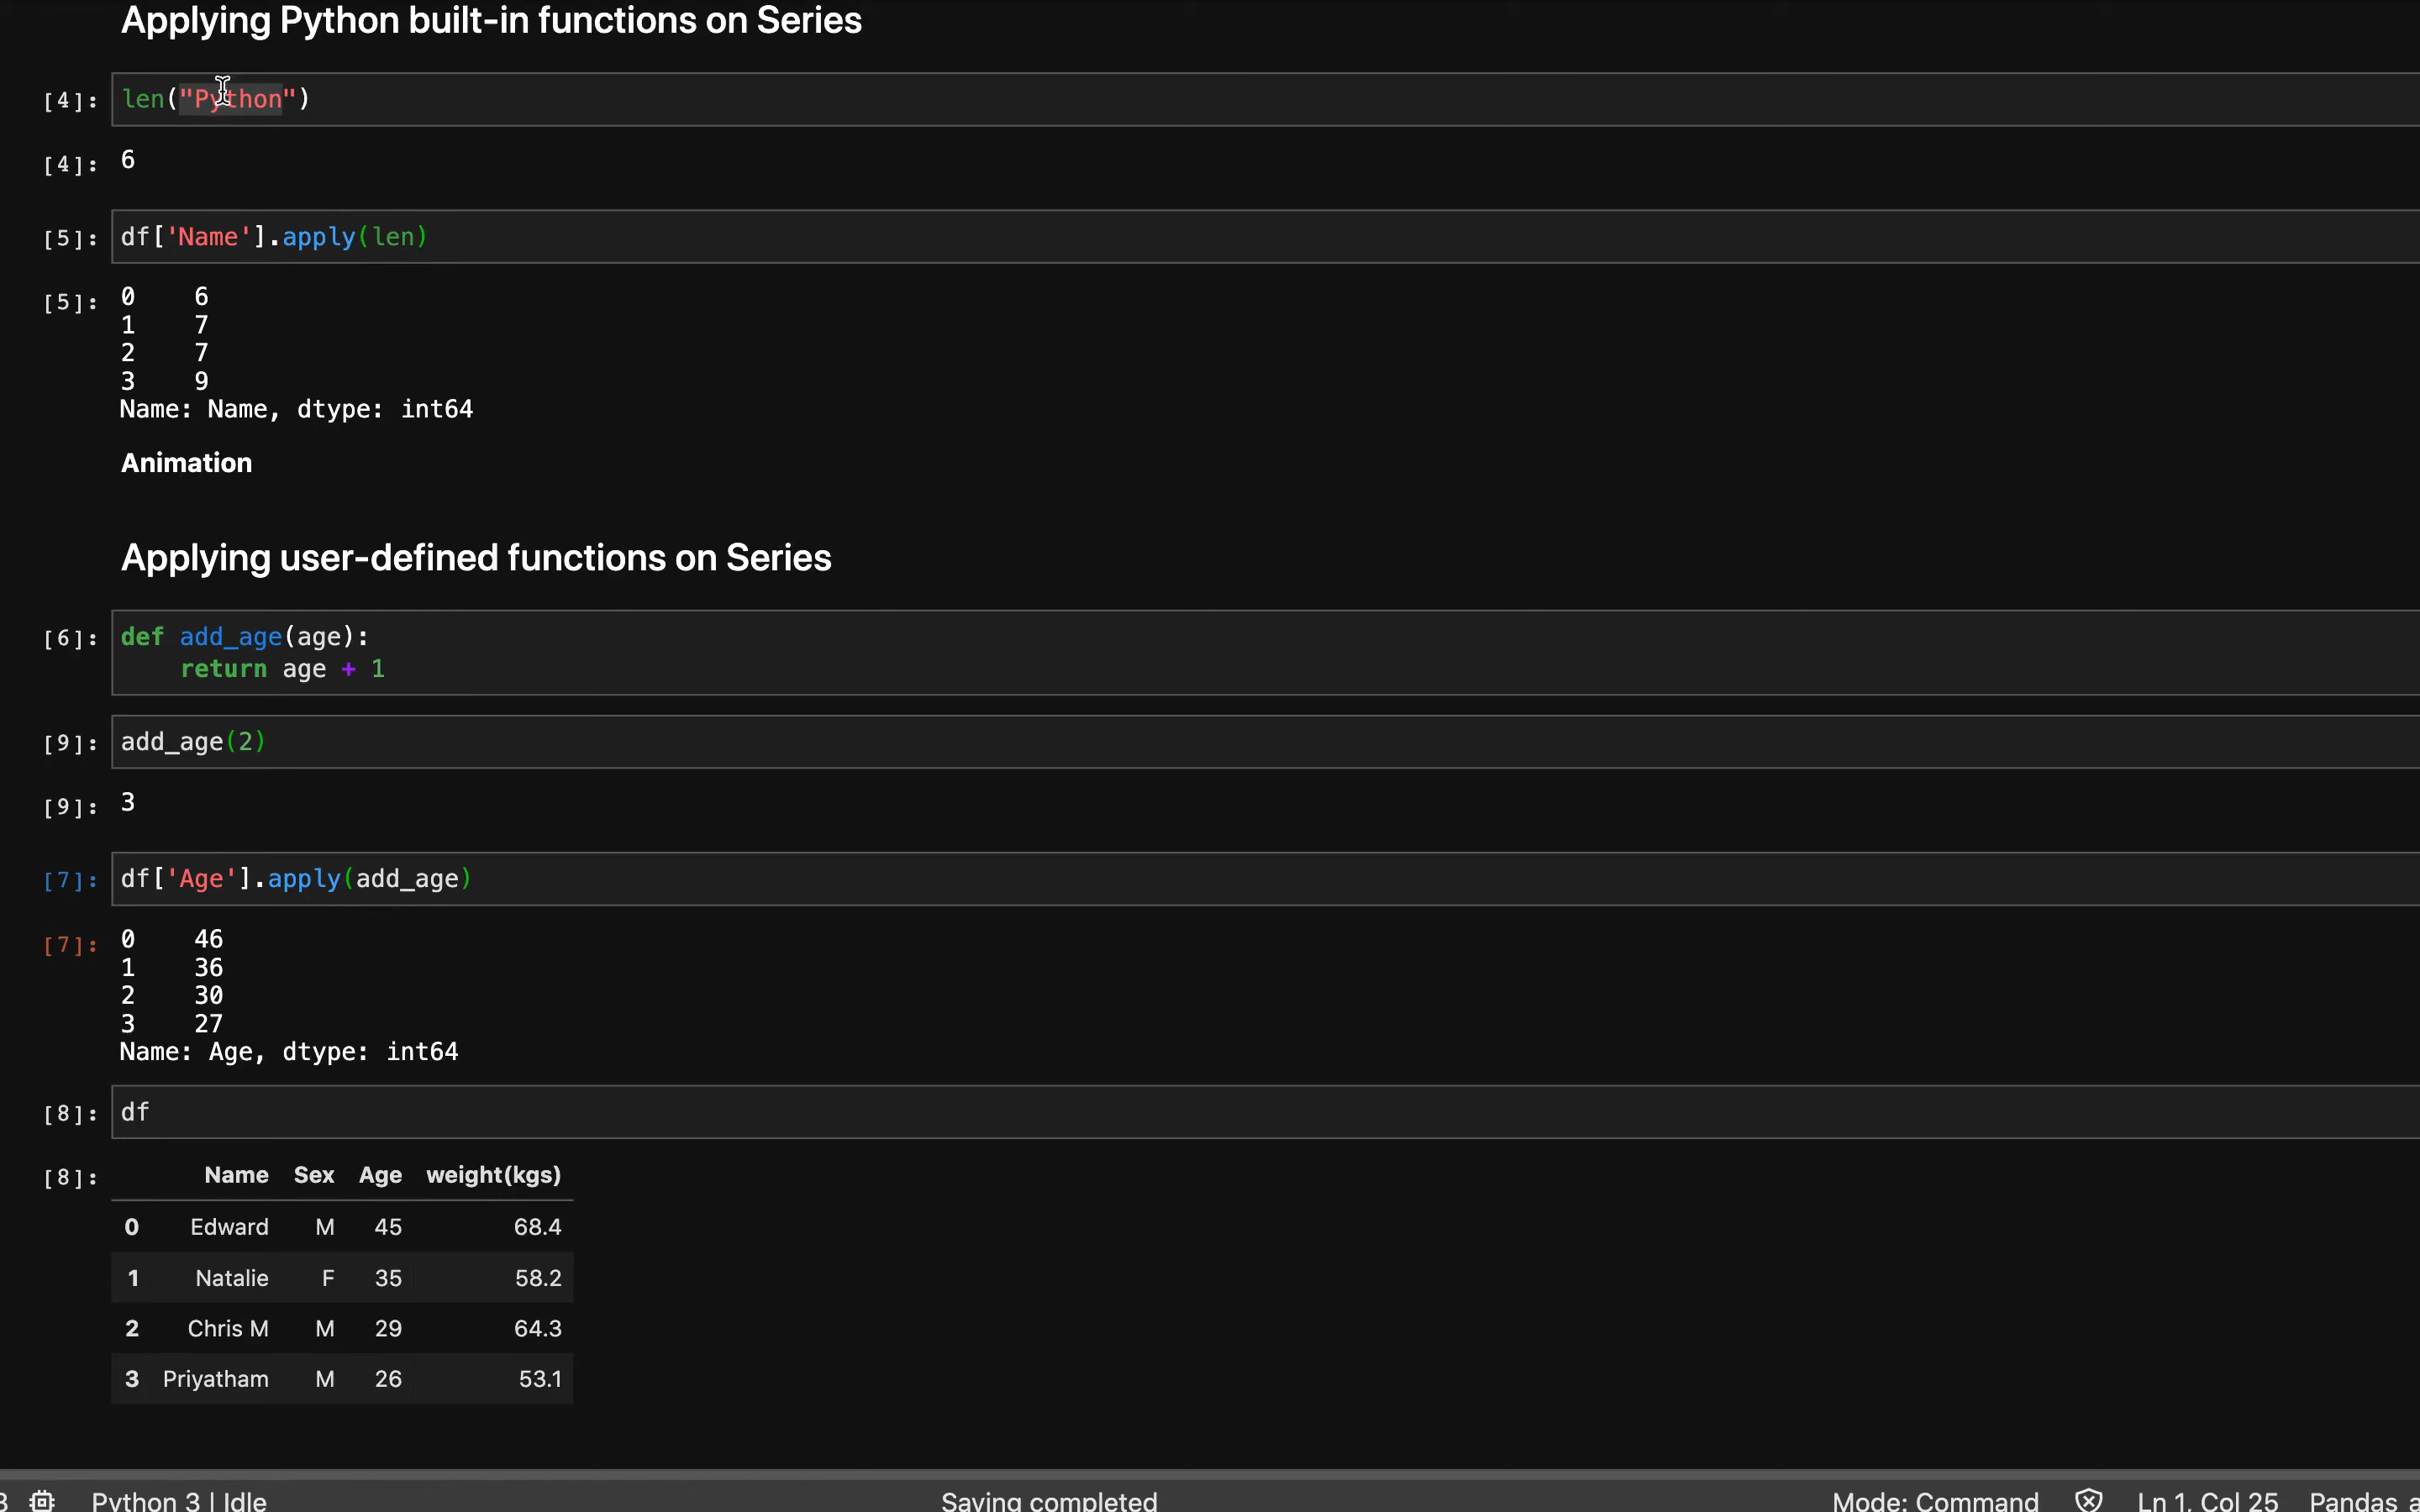 Applying Python built-in functions on Series
[4]: len("Python")
[4]: 6
[5]: df['Name'].apply(len)
[5]: 0 6
1 7
2 7
3 9
Name: Name, dtype: int64
Animation
Applying user-defined functions on Series
[6]: def add_age(age):
return age + 1
[9]: add_age(2)
[9]: 3
[7]: df['Age'].apply(add_age)
[7]: 0 46
1 36
2 30
3 27
Name: Age, dtype: int64
[8]: df
[8]: Name Sex Age weight(kgs)
0 Edward M 45 68.4
1 Natalie F 35 58.2
2 Chris M M 29 64.3
3 Priyatham M 26 53.1
Python 3 | Idle Saving completed Mode: Command Ln 1, Col 25 Pandas